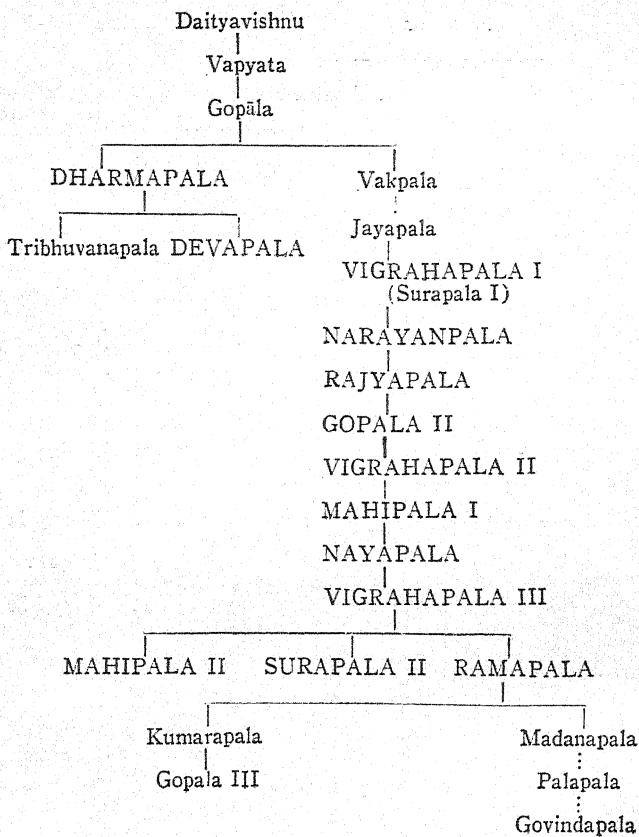 Daityavishnu
Vapyata
Gopāla
DHARMAPALA Vakpala
Tribhuvanapala DEVAPALA Jayapala
VIGRAHAPALA I
(Surapala I)
NARAYANPALA
RAJYAPALA
GOPALA II
VIGRAHAPALA II
MAHIPALA I
NAYAPALA
VIGRAHAPALA III
MAHIPALA II SURAPALA II RAMAPALA
Kumarapala Madanapala
Gopala III Palapala
Govindapala